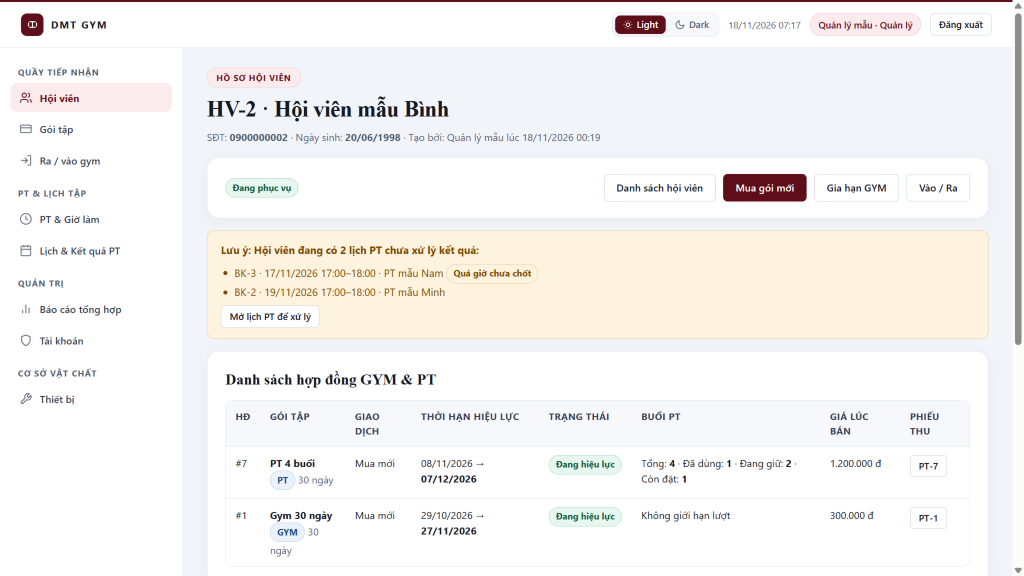 DMT GYM
Light
Dark
18/11/2026 07:17
Quản lý mẫu · Quản lý
Đăng xuất
QUẦY TIẾP NHẬN
Hội viên
Gói tập
Ra / vào gym
PT & LỊCH TẬP
PT & Giờ làm
Lịch & Kết quả PT
QUẢN TRỊ
Báo cáo tổng hợp
Tài khoản
CƠ SỞ VẬT CHẤT
Thiết bị
HỒ SƠ HỘI VIÊN
HV-2 · Hội viên mẫu Bình
SĐT: 0900000002 · Ngày sinh: 20/06/1998 · Tạo bởi: Quản lý mẫu lúc 18/11/2026 00:19
Đang phục vụ
Danh sách hội viên
Mua gói mới
Gia hạn GYM
Vào / Ra
Lưu ý: Hội viên đang có 2 lịch PT chưa xử lý kết quả:
BK-3 · 17/11/2026 17:00–18:00 · PT mẫu Nam Quá giờ chưa chốt
BK-2 · 19/11/2026 17:00–18:00 · PT mẫu Minh
Mở lịch PT để xử lý
Danh sách hợp đồng GYM & PT
HĐ
GÓI TẬP
GIAO
DỊCH
THỜI HẠN HIỆU LỰC
TRẠNG THÁI
BUỔI PT
GIÁ LÚC
BÁN
PHIẾU
THU
#7
PT 4 buổi
PT 30 ngày
Mua mới
08/11/2026 →
07/12/2026
Đang hiệu lực
Tổng: 4 · Đã dùng: 1 · Đang giữ: 2 ·
Còn đặt: 1
1.200.000 đ
PT-7
#1
Gym 30 ngày
GYM 30
ngày
Mua mới
29/10/2026 →
27/11/2026
Đang hiệu lực
Không giới hạn lượt
300.000 đ
PT-1